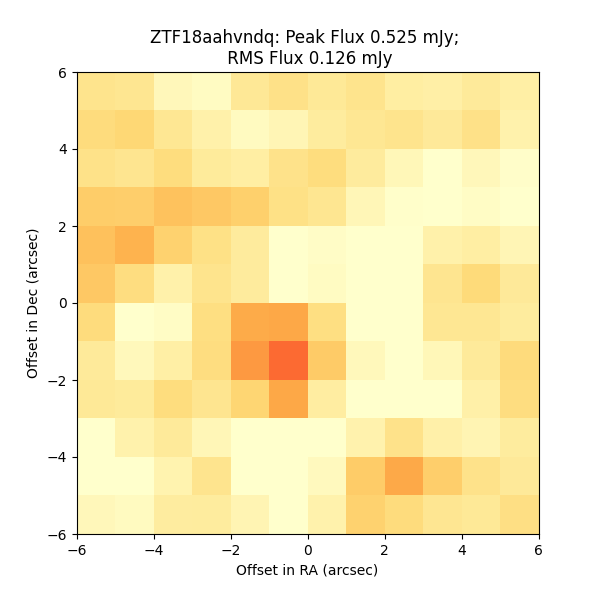 ZTF18aahvndq: Peak Flux 0.525 mJy;
RMS Flux 0.126 mJy
6
4
2
0
−2
−4
−6
Offset in Dec (arcsec)
−6 −4 −2 0 2 4 6
Offset in RA (arcsec)